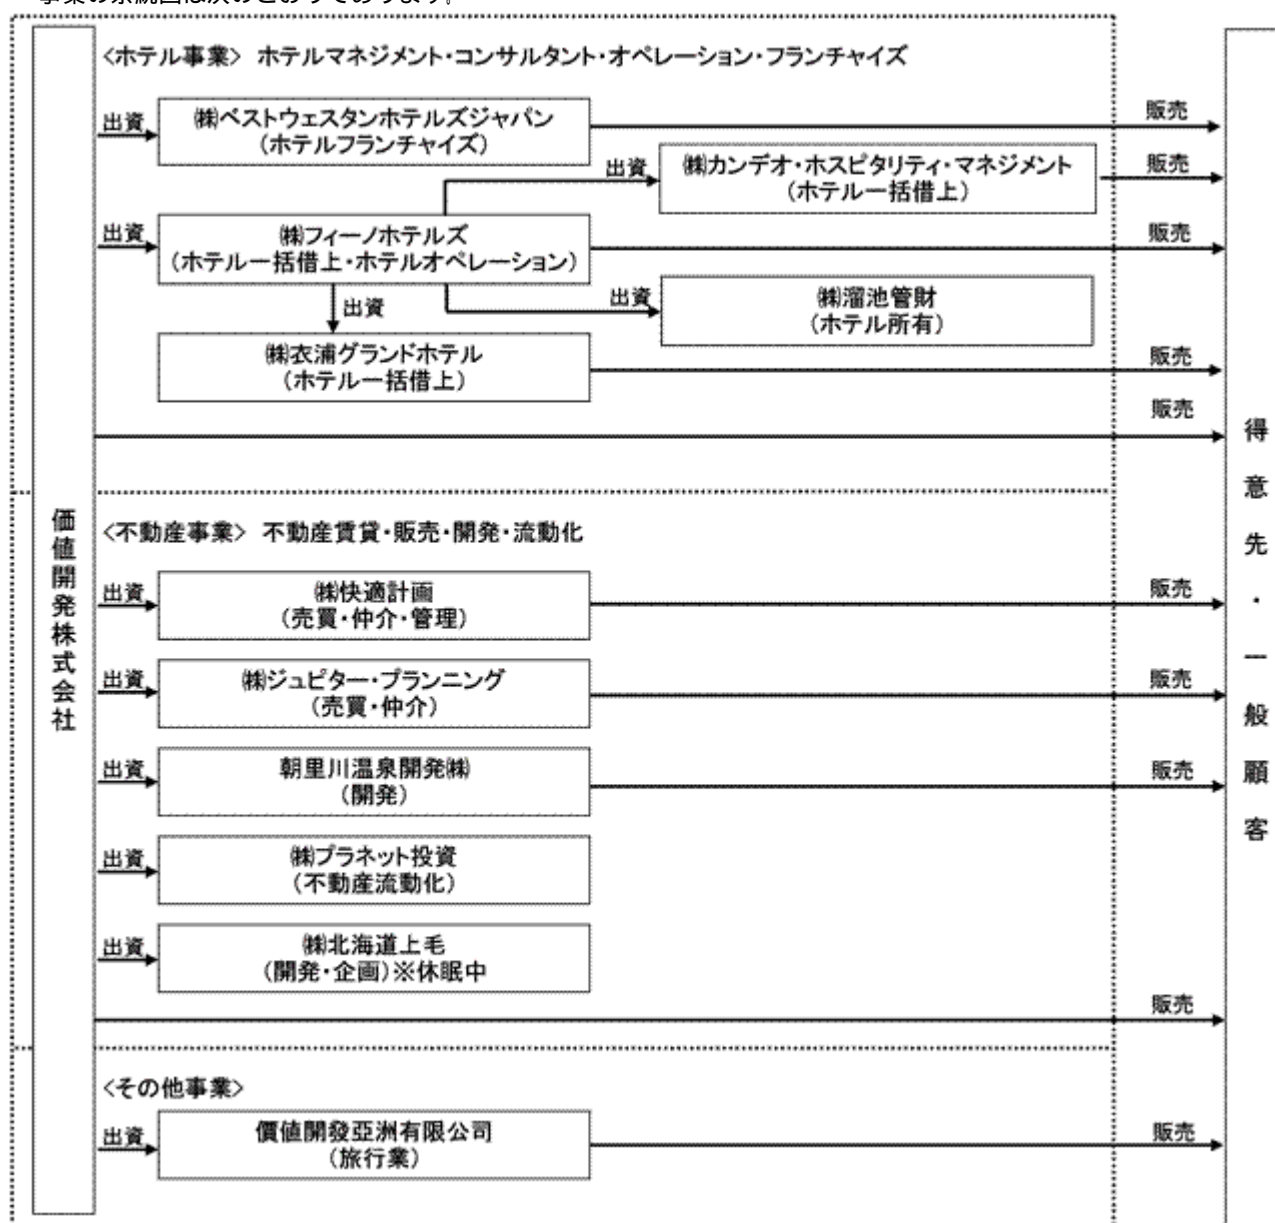 事業の系統図は次のとおりであります。
<ホテル事業> ホテルマネジメント・コンサルタント・オペレーション・フランチャイズ
出資
㈱ベストウェスタンホテルズジャパン
(ホテルフランチャイズ)
販売
出資
㈱カンデオ・ホスピタリティ・マネジメント
(ホテル一括借上)
販売
出資
㈱フィーノホテルズ
(ホテル一括借上・ホテルオペレーション)
販売
出資
出資
㈱溜池管財
(ホテル所有)
㈱衣浦グランドホテル
(ホテル一括借上)
販売
販売
価値開発株式会社
得意先・一般顧客
<不動産事業> 不動産賃貸・販売・開発・流動化
出資
㈱快適計画
(売買・仲介・管理)
販売
出資
㈱ジュピター・プランニング
(売買・仲介)
販売
出資
朝里川温泉開発㈱
(開発)
販売
出資
㈱プラネット投資
(不動産流動化)
出資
㈱北海道上毛
(開発・企画)※休眠中
販売
<その他事業>
出資
價値開發亞洲有限公司
(旅行業)
販売